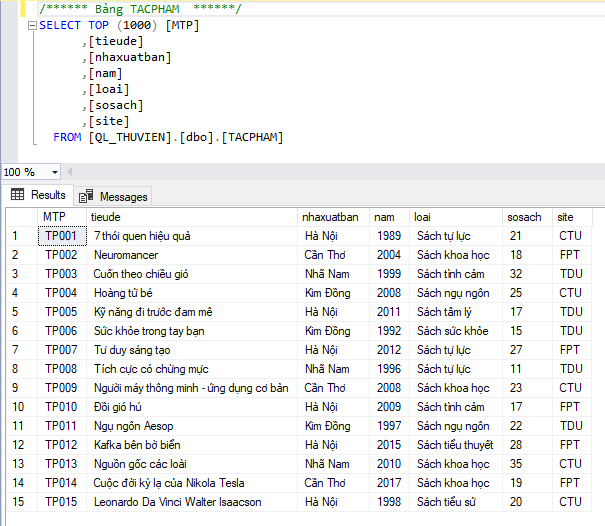 /****** Bảng TACPHAM ******/
SELECT TOP (1000) [MTP]
,[tieude]
,[nhaxuatban]
,[nam]
,[loai]
,[sosach]
,[site]
FROM [QL_THUVIEN].[dbo].[TACPHAM]
100 %
Results Messages
MTP tieude nhaxuatban nam loai sosach site
1 TP001 7 thói quen hiệu quả Hà Nội 1989 Sách tự lực 21 CTU
2 TP002 Neuromancer Cần Thơ 2004 Sách khoa học 18 FPT
3 TP003 Cuốn theo chiều gió Nhã Nam 1999 Sách tình cảm 32 TDU
4 TP004 Hoàng tử bé Kim Đồng 2008 Sách ngụ ngôn 25 CTU
5 TP005 Kỹ năng đi trước đam mê Hà Nội 2011 Sách tâm lý 17 TDU
6 TP006 Sức khỏe trong tay bạn Kim Đồng 1992 Sách sức khỏe 15 TDU
7 TP007 Tư duy sáng tạo Hà Nội 2012 Sách tự lực 27 FPT
8 TP008 Tích cực có chừng mực Nhã Nam 1996 Sách tự lực 11 TDU
9 TP009 Người máy thông minh - ứng dụng cơ bản Cần Thơ 2008 Sách khoa học 23 CTU
10 TP010 Đồi gió hú Hà Nội 2009 Sách tình cảm 17 FPT
11 TP011 Ngụ ngôn Aesop Kim Đồng 1997 Sách ngụ ngôn 22 TDU
12 TP012 Kafka bên bờ biển Hà Nội 2015 Sách tiểu thuyết 28 FPT
13 TP013 Nguồn gốc các loài Nhã Nam 2010 Sách khoa học 35 CTU
14 TP014 Cuộc đời kỳ lạ của Nikola Tesla Cần Thơ 2017 Sách khoa học 19 FPT
15 TP015 Leonardo Da Vinci Walter Isaacson Hà Nội 1998 Sách tiểu sử 20 CTU